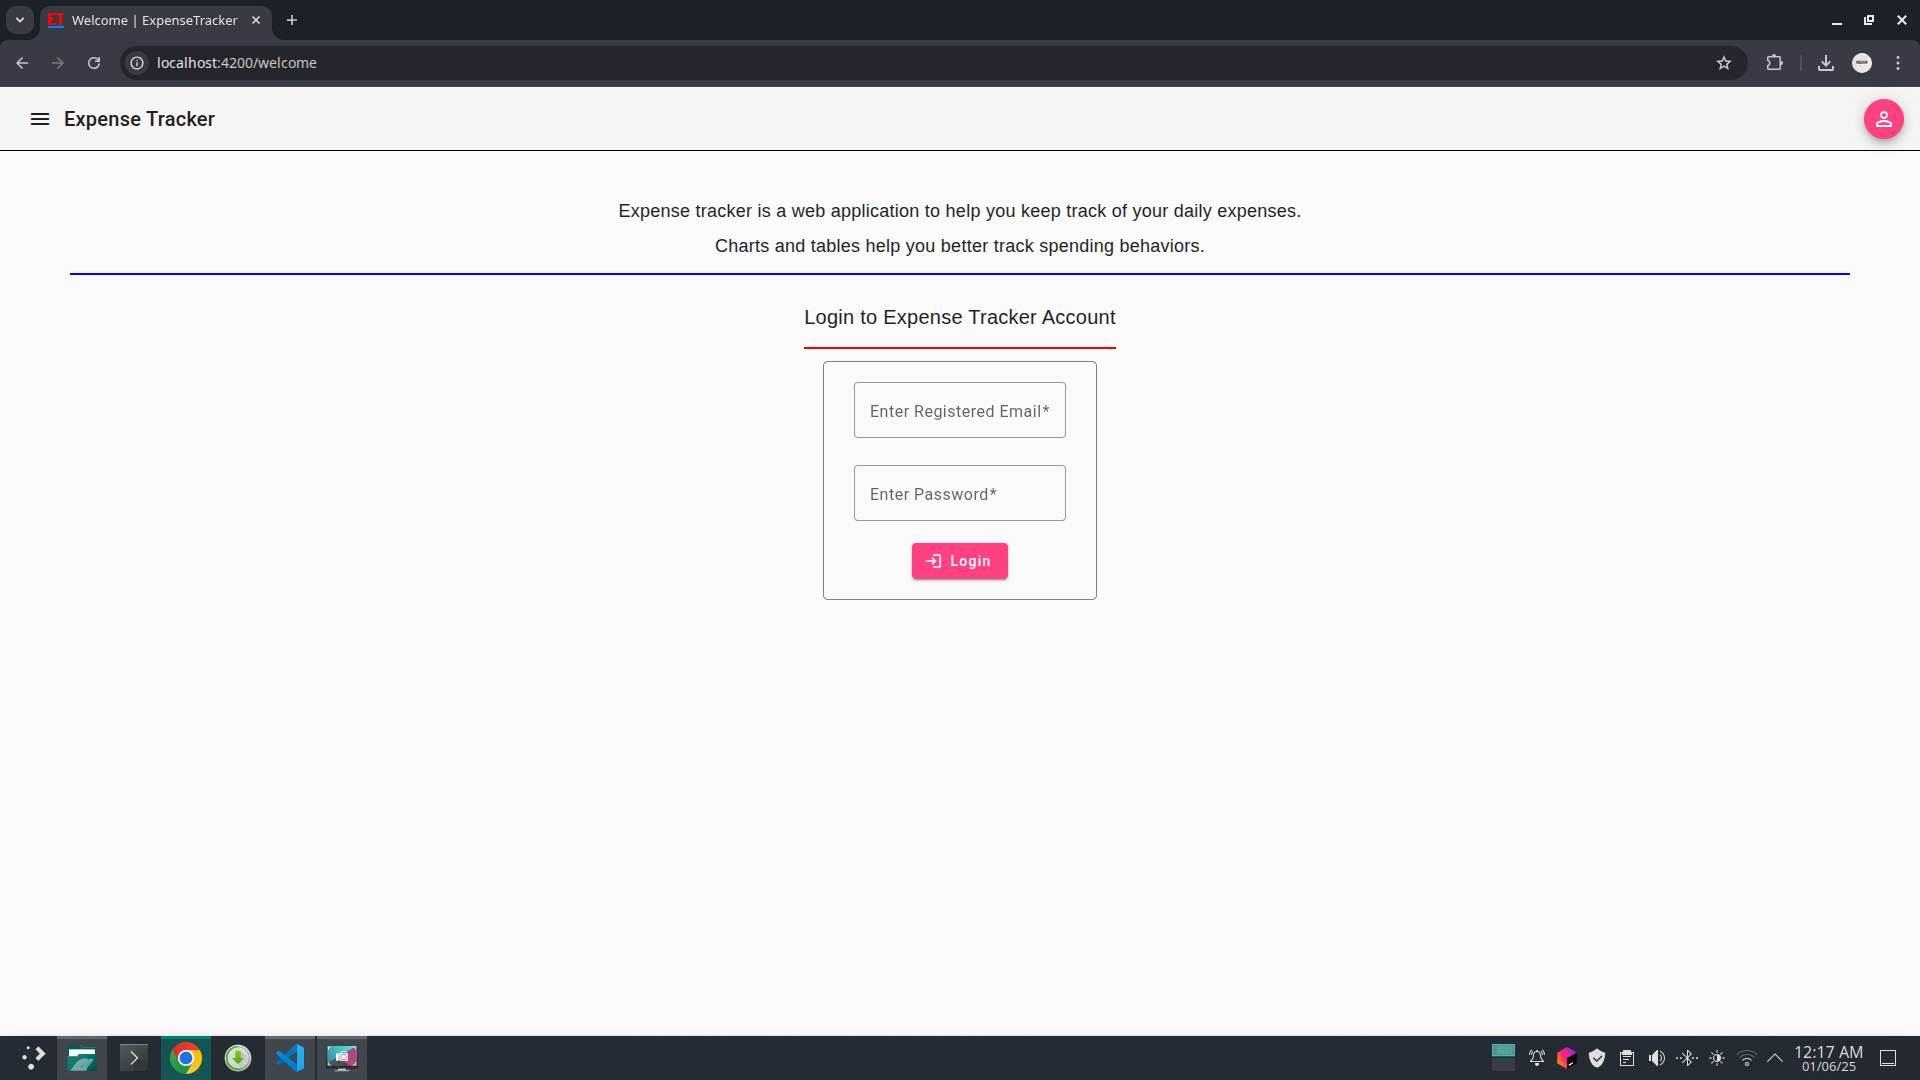 ET Welcome | ExpenseTracker
localhost:4200/welcome
Expense Tracker
Expense tracker is a web application to help you keep track of your daily expenses.
Charts and tables help you better track spending behaviors.
Login to Expense Tracker Account
Enter Registered Email*
Enter Password*
Login
12:17 AM
01/06/25